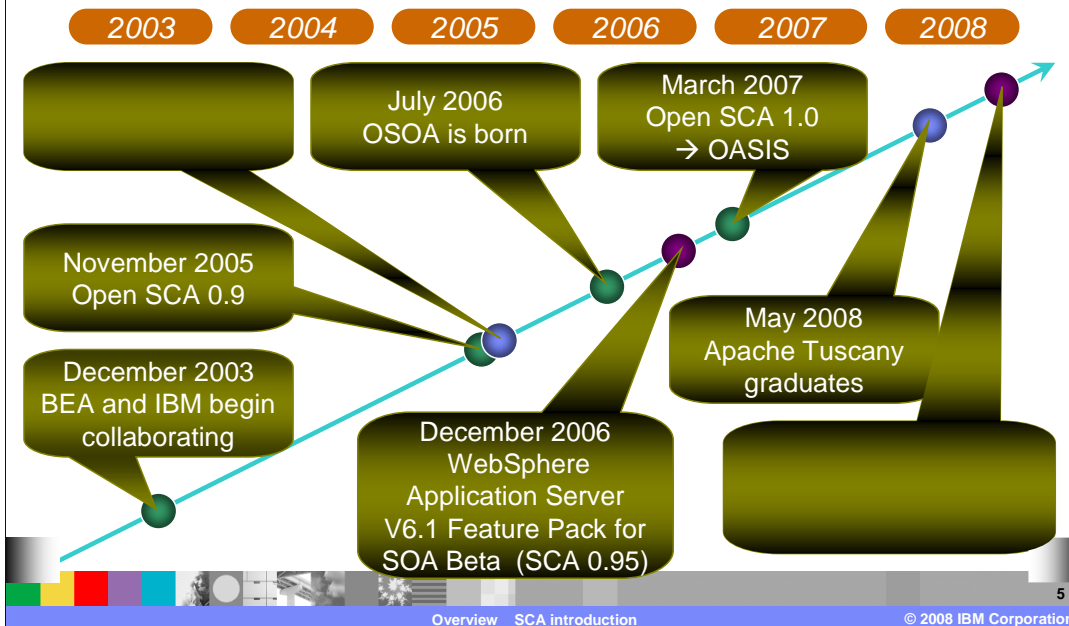 2003 2004 2005 2006 2007 2008
July 2006
OSOA is born
March 2007
Open SCA 1.0
→ OASIS
November 2005
Open SCA 0.9
December 2003
BEA and IBM begin
collaborating
December 2006
WebSphere
Application Server
V6.1 Feature Pack for
SOA Beta (SCA 0.95)
May 2008
Apache Tuscany
graduates
5
Overview SCA introduction
© 2008 IBM Corporation